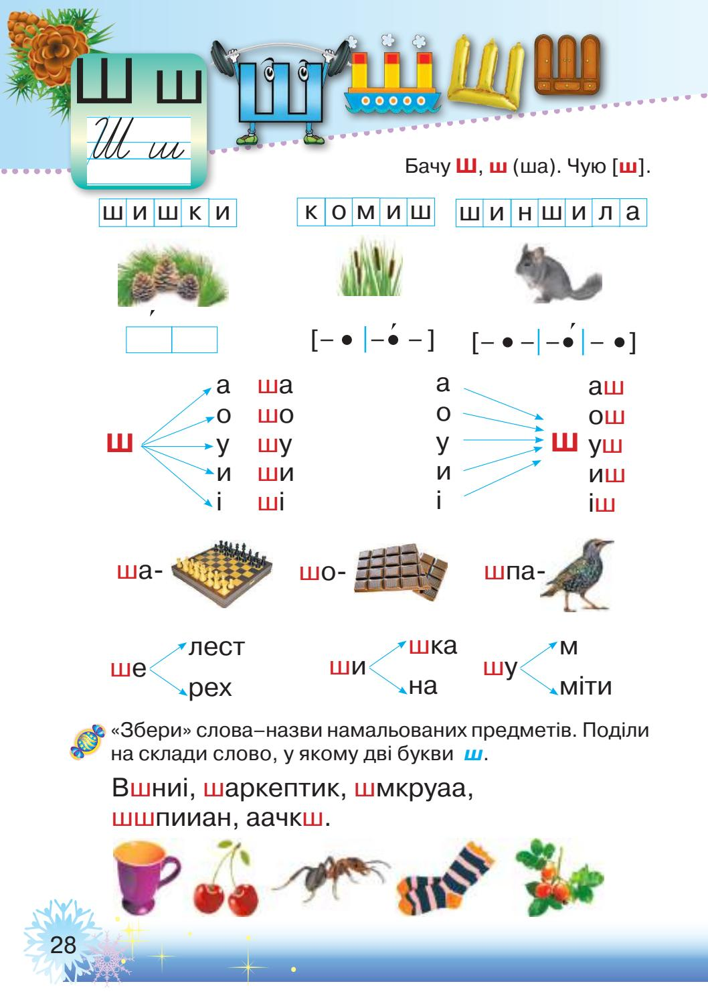 Ш ш
Ш ш
Бачу Ш, ш (ша). Чую [ш].
шишки комиш шиншила
[– • | – •́ –] [– • – | – •́ | – •]
а ша а аш
о шо о ош
Ш у шу у Ш уш
и ши и иш
і ші і іш
ша- шо- шпа-
ше лест рех
ши шка на
шу м міти
«Збери» слова–назви намальованих предметів. Поділи
на склади слово, у якому дві букви ш.
Вшниі, шаркептик, шмкруаа,
шшпииан, аачкш.
28